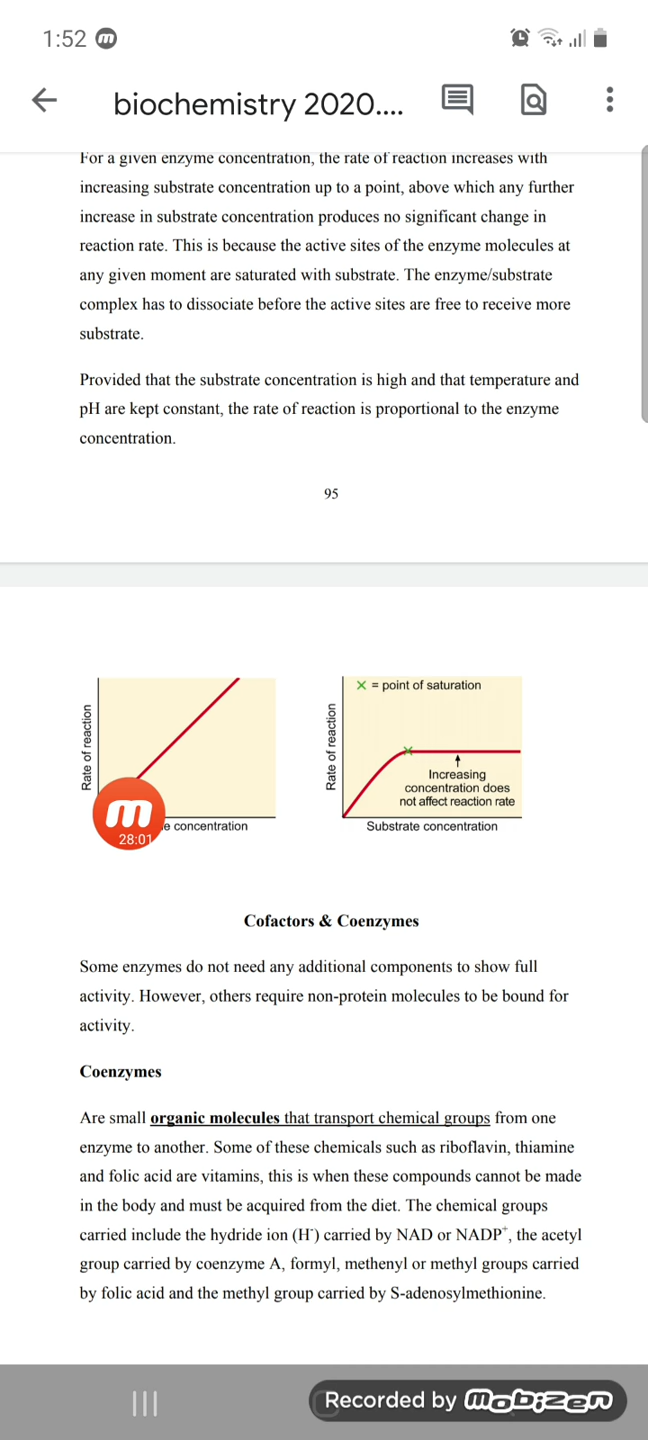 1:52
biochemistry 2020....
For a given enzyme concentration, the rate of reaction increases with
increasing substrate concentration up to a point, above which any further
increase in substrate concentration produces no significant change in
reaction rate. This is because the active sites of the enzyme molecules at
any given moment are saturated with substrate. The enzyme/substrate
complex has to dissociate before the active sites are free to receive more
substrate.
Provided that the substrate concentration is high and that temperature and
pH are kept constant, the rate of reaction is proportional to the enzyme
concentration.
95
Rate of reaction
m
28:01
e concentration
Rate of reaction
× = point of saturation
Increasing
concentration does
not affect reaction rate
Substrate concentration
Cofactors & Coenzymes
Some enzymes do not need any additional components to show full
activity. However, others require non-protein molecules to be bound for
activity.
Coenzymes
Are small organic molecules that transport chemical groups from one
enzyme to another. Some of these chemicals such as riboflavin, thiamine
and folic acid are vitamins, this is when these compounds cannot be made
in the body and must be acquired from the diet. The chemical groups
carried include the hydride ion (H⁻) carried by NAD or NADP⁺, the acetyl
group carried by coenzyme A, formyl, methenyl or methyl groups carried
by folic acid and the methyl group carried by S-adenosylmethionine.
Recorded by mobizen